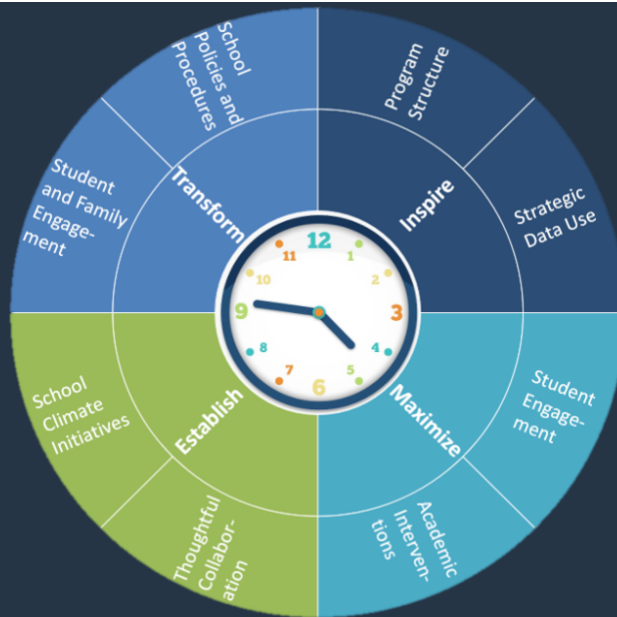 School
Policies and
Procedures
Program
Structure
Student
and Family
Engage-
ment
Transform
Inspire
Strategic
Data Use
12
11
1
10
2
9
3
8
4
7
5
6
School
Climate
Initiatives
Establish
Maximize
Student
Engage-
ment
Thoughtful
Collabor-
ation
Academic
Interven-
tions